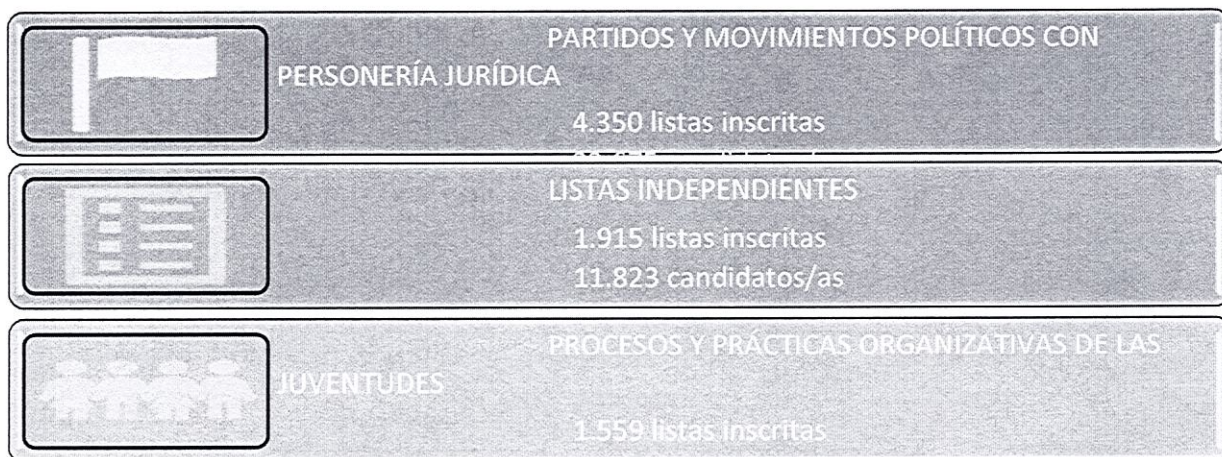 PARTIDOS Y MOVIMIENTOS POLÍTICOS CON
PERSONERÍA JURÍDICA
4.350 listas inscritas
LISTAS INDEPENDIENTES
1.915 listas inscritas
11.823 candidatos/as
PROCESOS Y PRÁCTICAS ORGANIZATIVAS DE LAS
JUVENTUDES
1.559 listas inscritas